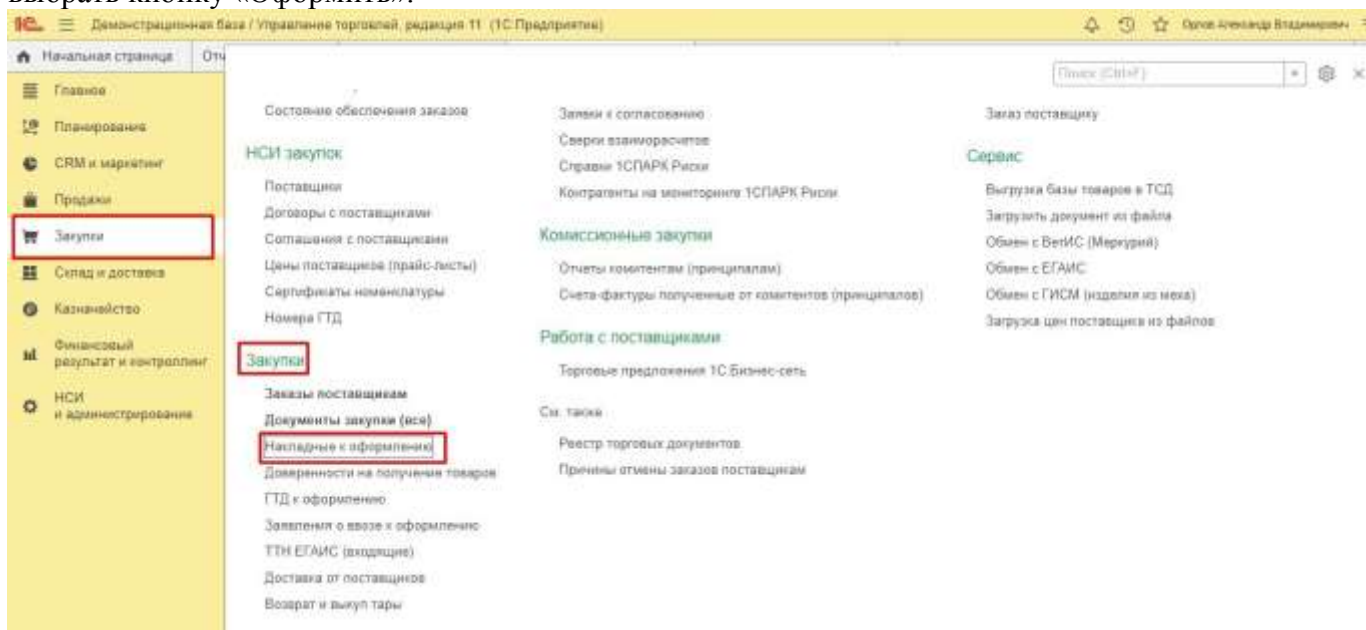 выбрать кнопку «Оформить».
1С Демонстрационная база / Управление торговлей, редакция 11 (1С:Предприятие)
Орлов Александр Владимирович
Начальная страница
Отч
Поиск (Ctrl+F)
Главное
Планирование
CRM и маркетинг
Продажи
Закупки
Склад и доставка
Казначейство
Финансовый
результат и контроллинг
НСИ
и администрирование
Состояние обеспечения заказов
НСИ закупок
Поставщики
Договоры с поставщиками
Соглашения с поставщиками
Цены поставщиков (прайс-листы)
Сертификаты номенклатуры
Номера ГТД
Закупки
Заказы поставщикам
Документы закупки (все)
Накладные к оформлению
Доверенности на получение товаров
ГТД к оформлению
Заявления о ввозе к оформлению
ТТН ЕГАИС (входящие)
Доставка от поставщиков
Возврат и выкуп тары
Заявки к согласованию
Сверки взаиморасчетов
Справки 1СПАРК Риски
Контрагенты на мониторинге 1СПАРК Риски
Комиссионные закупки
Отчеты комитентам (принципалам)
Счета-фактуры полученные от комитентов (принципалов)
Работа с поставщиками
Торговые предложения 1С:Бизнес-сеть
См. также
Реестр торговых документов
Причины отмены заказов поставщикам
Заказ поставщику
Сервис
Выгрузка базы товаров в ТСД
Загрузить документ из файла
Обмен с ВетИС (Меркурий)
Обмен с ЕГАИС
Обмен с ГИСМ (изделия из меха)
Загрузка цен поставщика из файлов